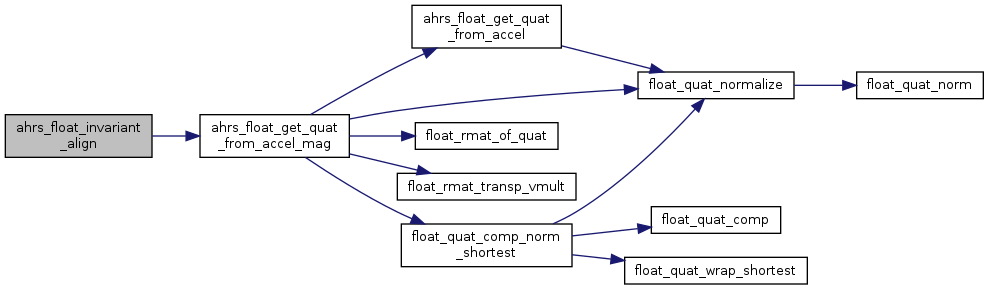 ahrs_float_invariant
_align
ahrs_float_get_quat
_from_accel_mag
ahrs_float_get_quat
_from_accel
float_rmat_of_quat
float_rmat_transp_vmult
float_quat_comp_norm
_shortest
float_quat_normalize
float_quat_comp
float_quat_wrap_shortest
float_quat_norm